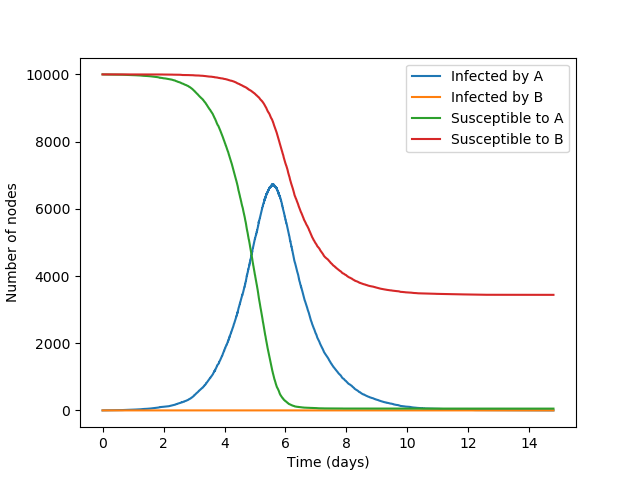 Infected by A
Infected by B
Susceptible to A
Susceptible to B
10000
8000
6000
4000
2000
0
Number of nodes
0 2 4 6 8 10 12 14
Time (days)